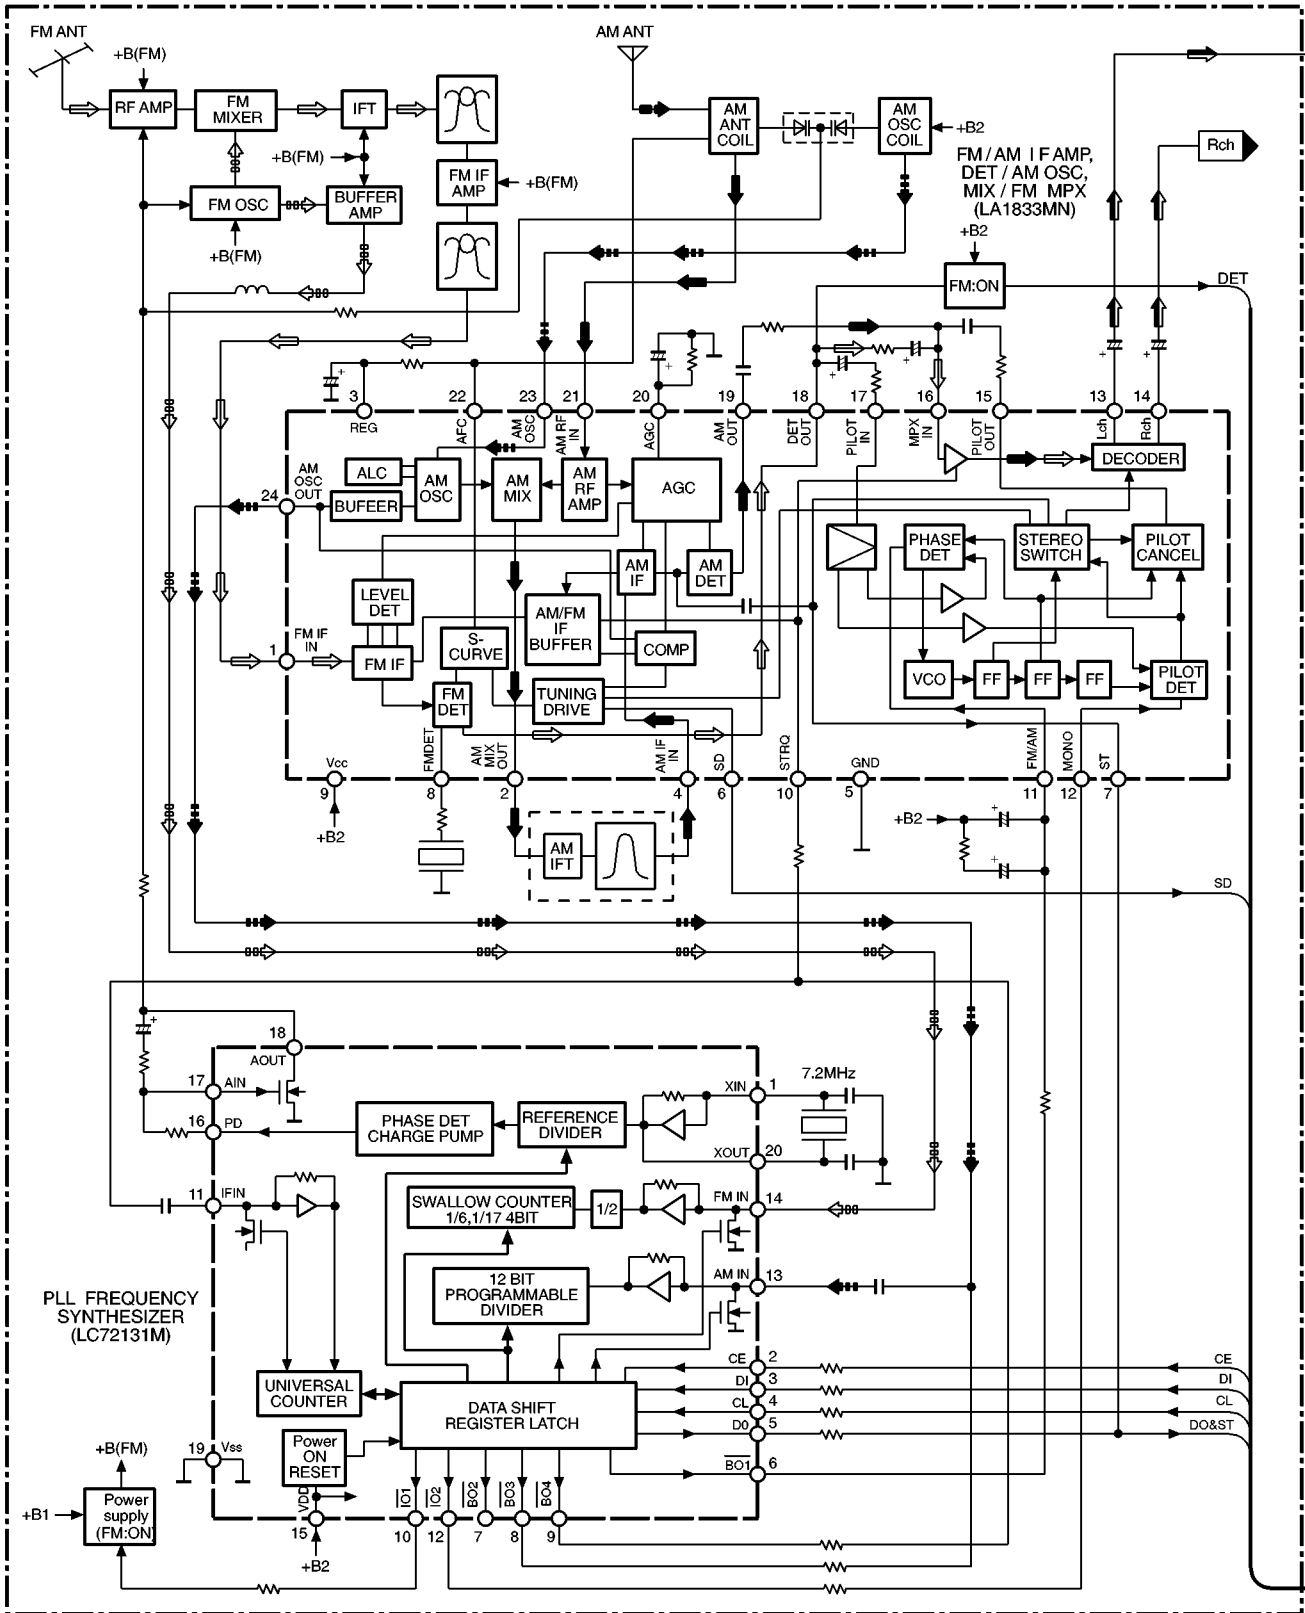 FM ANT
+B(FM)
RF AMP
FM
MIXER
IFT
+B(FM)
FM IF
AMP
+B(FM)
FM OSC
BUFFER
AMP
+B(FM)
AM ANT
AM
ANT
COIL
AM
OSC
COIL
+B2
FM / AM I F AMP,
DET / AM OSC,
MIX / FM MPX
(LA1833MN)
+B2
FM:ON
DET
Rch
3
REG
22
AFC
23
AM
OSC
21
AM RF
IN
20
AGC
19
AM
OUT
18
DET
OUT
17
PILOT
IN
16
MPX
IN
15
PILOT
OUT
13
Lch
14
Rch
AM
OSC
OUT
24
ALC
BUFEER
AM
OSC
AM
MIX
AM
RF
AMP
AGC
DECODER
LEVEL
DET
AM
IF
AM
DET
AM/FM
IF
BUFFER
PHASE
DET
STEREO
SWITCH
PILOT
CANCEL
1
FM IF
IN
FM IF
S-
CURVE
COMP
FM
DET
TUNING
DRIVE
VCO
FF
FF
FF
PILOT
DET
Vcc
9
+B2
FMDET
8
AM
MIX
OUT
2
AM IF
IN
4
SD
6
STRQ
10
GND
5
FM/AM
11
MONO
12
ST
7
+B2
AM
IFT
SD
18
AOUT
17
AIN
16
PD
PHASE DET
CHARGE PUMP
REFERENCE
DIVIDER
XIN
1
7.2MHz
XOUT
20
11
IFIN
SWALLOW COUNTER
1/6,1/17 4BIT
1/2
FM IN
14
12 BIT
PROGRAMMABLE
DIVIDER
AM IN
13
PLL FREQUENCY
SYNTHESIZER
(LC72131M)
UNIVERSAL
COUNTER
DATA SHIFT
REGISTER LATCH
CE
2
CE
DI
3
DI
CL
4
CL
D0
5
DO&ST
BO1
6
Power
ON
RESET
19
Vss
VDD
15
+B2
IO1
10
IO2
12
BO2
7
BO3
8
BO4
9
+B(FM)
+B1
Power
supply
(FM:ON)